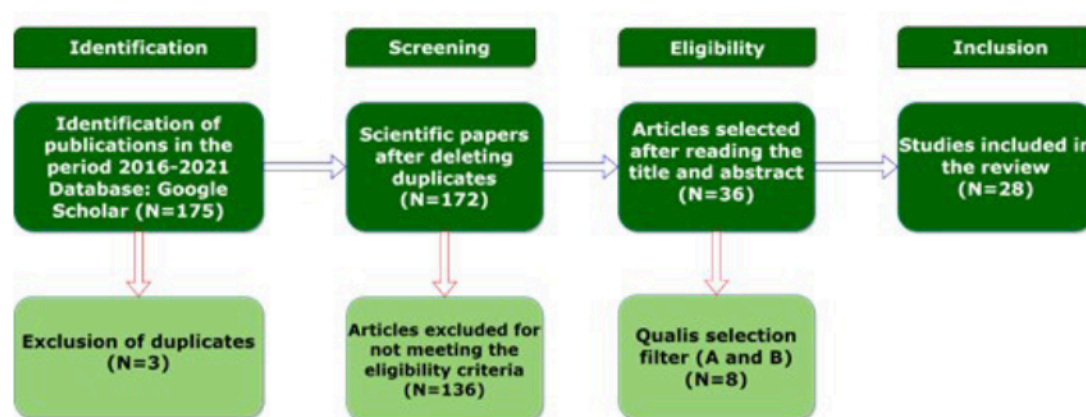 Identification
Screening
Eligibility
Inclusion
Identification of
publications in the
period 2016-2021
Database: Google
Scholar (N=175)
Scientific papers
after deleting
duplicates
(N=172)
Articles selected
after reading the
title and abstract
(N=36)
Studies included in
the review
(N=28)
Exclusion of duplicates
(N=3)
Articles excluded for
not meeting the
eligibility criteria
(N=136)
Qualis selection
filter (A and B)
(N=8)